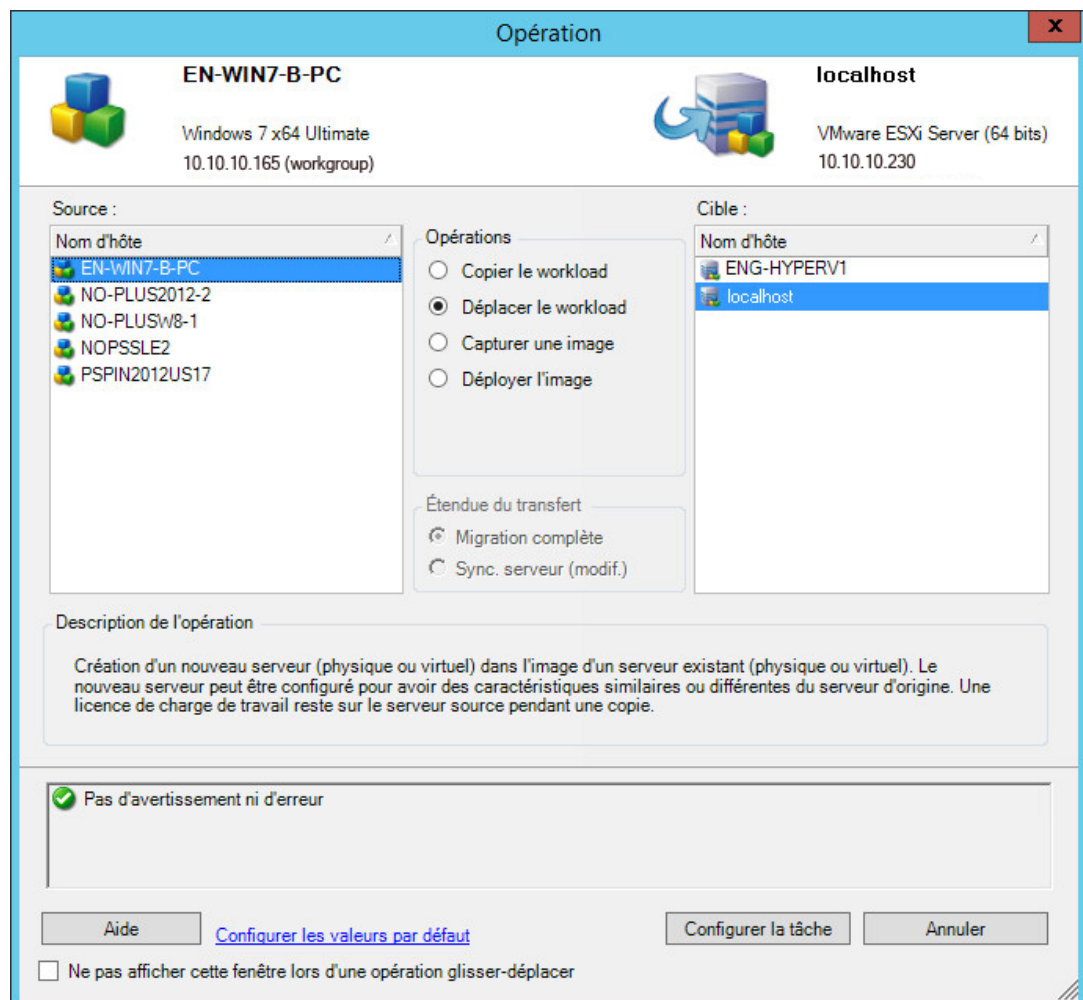 Opération
x
EN-WIN7-B-PC
Windows 7 x64 Ultimate
10.10.10.165 (workgroup)
localhost
VMware ESXi Server (64 bits)
10.10.10.230
Source :
Nom d'hôte
EN-WIN7-B-PC
NO-PLUS2012-2
NO-PLUSW8-1
NOPSSLE2
PSPIN2012US17
Opérations
Copier le workload
Déplacer le workload
Capturer une image
Déployer l'image
Étendue du transfert
Migration complète
Sync. serveur (modif.)
Cible :
Nom d'hôte
ENG-HYPERV1
localhost
Description de l'opération
Création d'un nouveau serveur (physique ou virtuel) dans l'image d'un serveur existant (physique ou virtuel). Le
nouveau serveur peut être configuré pour avoir des caractéristiques similaires ou différentes du serveur d'origine. Une
licence de charge de travail reste sur le serveur source pendant une copie.
Pas d'avertissement ni d'erreur
Aide
Configurer les valeurs par défaut
Configurer la tâche
Annuler
Ne pas afficher cette fenêtre lors d'une opération glisser-déplacer